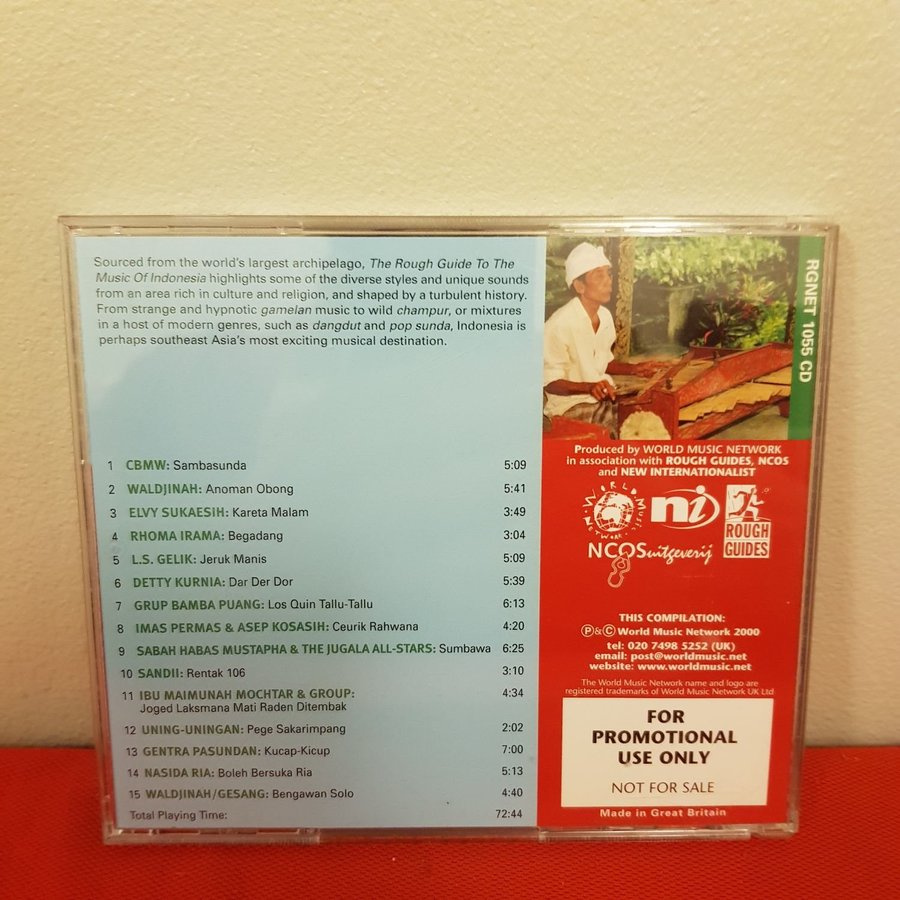 Sourced from the world's largest archipelago, The Rough Guide To The
Music Of Indonesia highlights some of the diverse styles and unique sounds
from an area rich in culture and religion, and shaped by a turbulent history.
From strange and hypnotic gamelan music to wild champur, or mixtures
in a host of modern genres, such as dangdut and pop sunda, Indonesia is
perhaps southeast Asia's most exciting musical destination.
1 CBMW: Sambasunda 5:09
2 WALDJINAH: Anoman Obong 5:41
3 ELVY SUKAESIH: Kareta Malam 3:49
4 RHOMA IRAMA: Begadang 3:04
5 L.S. GELIK: Jeruk Manis 5:09
6 DETTY KURNIA: Dar Der Dor 5:39
7 GRUP BAMBA PUANG: Los Quin Tallu-Tallu 6:13
8 IMAS PERMAS & ASEP KOSASIH: Ceurik Rahwana 4:20
9 SABAH HABAS MUSTAPHA & THE JUGALA ALL-STARS: Sumbawa 6:25
10 SANDII: Rentak 106 3:10
11 IBU MAIMUNAH MOCHTAR & GROUP: 4:34
Joged Laksmana Mati Raden Ditembak
12 UNING-UNINGAN: Pege Sakarimpang 2:02
13 GENTRA PASUNDAN: Kucap-Kicup 7:00
14 NASIDA RIA: Boleh Bersuka Ria 5:13
15 WALDJINAH/GESANG: Bengawan Solo 4:40
Total Playing Time: 72:44
RGNET 1055 CD
Produced by WORLD MUSIC NETWORK
in association with ROUGH GUIDES, NCOS
and NEW INTERNATIONALIST
WORLD MUSIC NETWORK
ni
ROUGH
GUIDES
NCOS uitgeverij
THIS COMPILATION:
Ⓟ&© World Music Network 2000
tel: 020 7498 5252 (UK)
email: post@worldmusic.net
website: www.worldmusic.net
The World Music Network name and logo are
registered trademarks of World Music Network UK Ltd
FOR
PROMOTIONAL
USE ONLY
NOT FOR SALE
Made in Great Britain